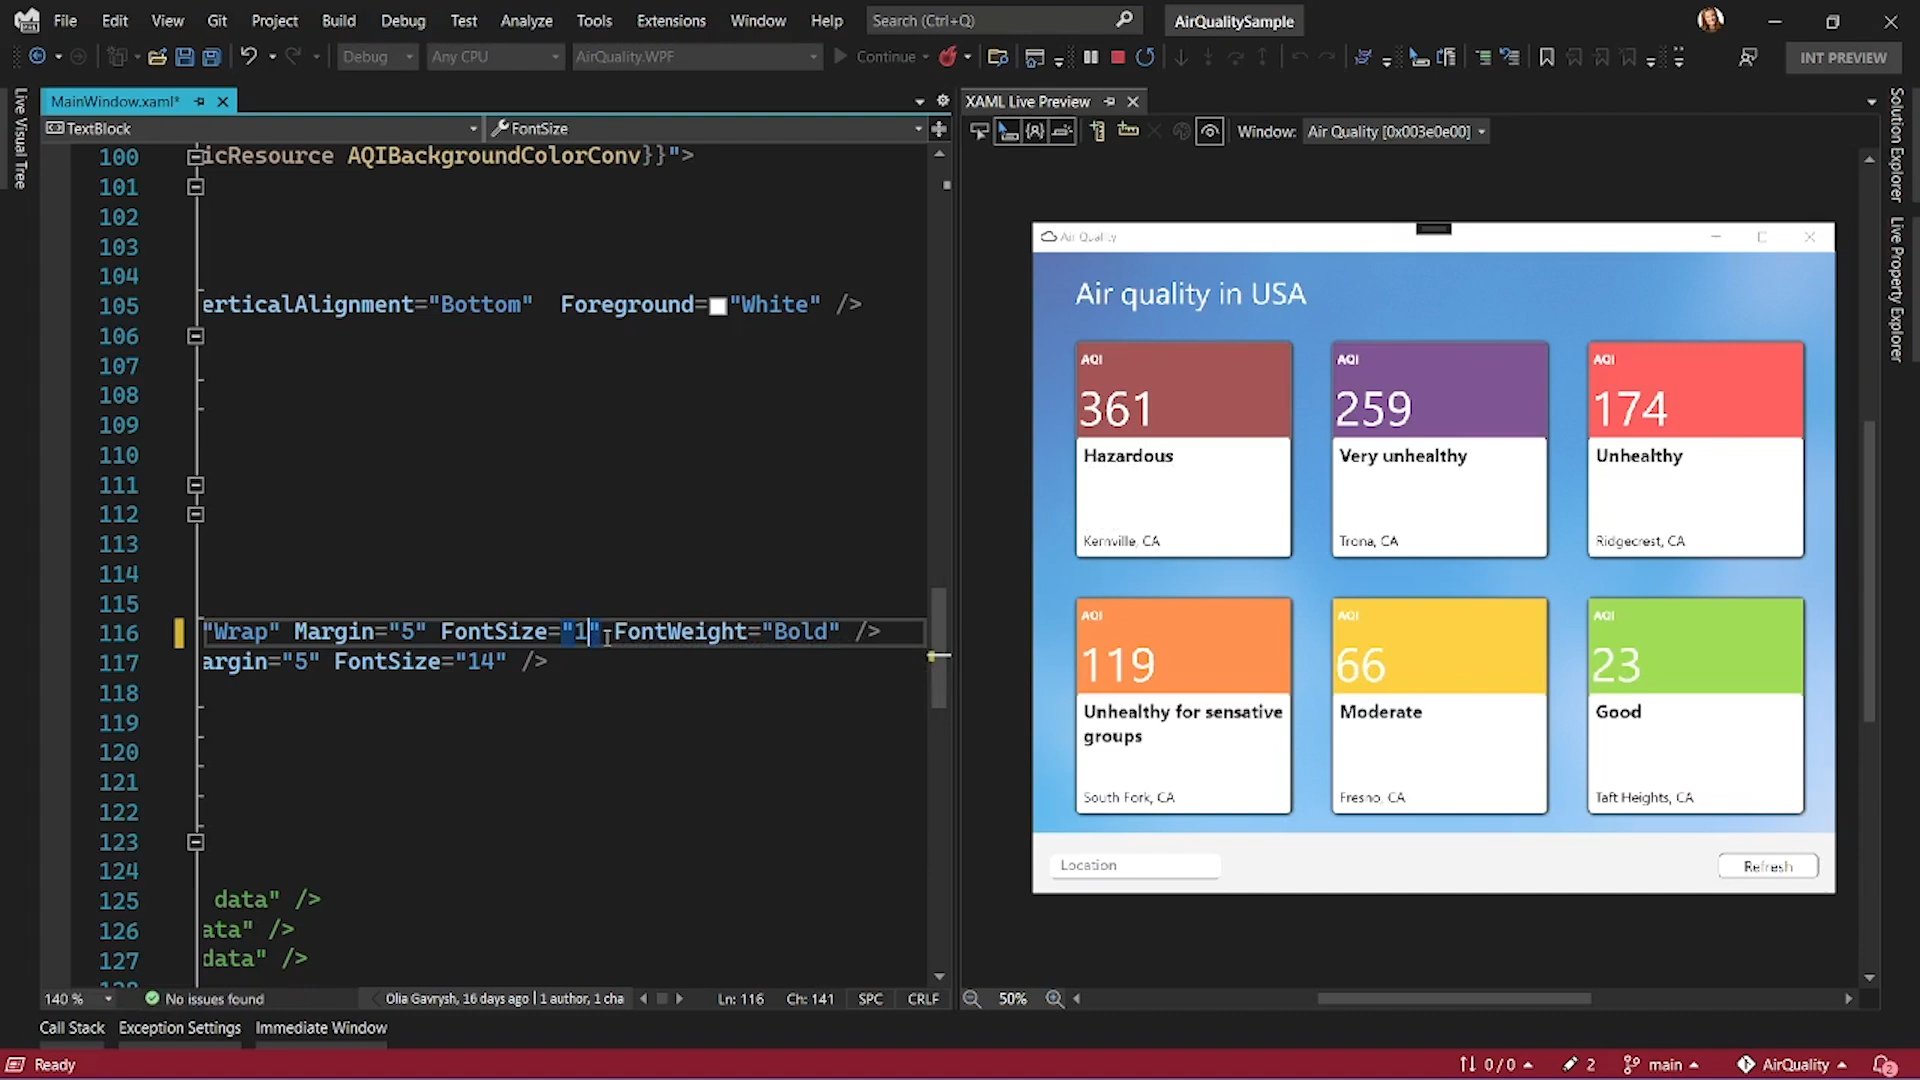 File Edit View Git Project Build Debug Test Analyze Tools Extensions Window Help Search (Ctrl+Q) AirQualitySample
Debug Any CPU AirQuality.WPF Continue INT PREVIEW
Live Visual Tree
MainWindow.xaml*
TextBlock FontSize
100 icResource AQIBackgroundColorConv}}">
101
102
103
104
105 erticalAlignment="Bottom" Foreground="White" />
106
107
108
109
110
111
112
113
114
115
116 "Wrap" Margin="5" FontSize="1" FontWeight="Bold" />
117 argin="5" FontSize="14" />
118
119
120
121
122
123
124
125 data" />
126 ata" />
127 data" />
140 % No issues found Olia Gavrysh, 16 days ago | 1 author, 1 cha Ln: 116 Ch: 141 SPC CRLF
XAML Live Preview
Window: Air Quality [0x003e0e00]
Air Quality
Air quality in USA
AQI
361
Hazardous
Kernville, CA
AQI
259
Very unhealthy
Trona, CA
AQI
174
Unhealthy
Ridgecrest, CA
AQI
119
Unhealthy for sensative
groups
South Fork, CA
AQI
66
Moderate
Fresno, CA
AQI
23
Good
Taft Heights, CA
Location
Refresh
50%
Solution Explorer
Live Property Explorer
Call Stack Exception Settings Immediate Window
Ready 0 / 0 2 main AirQuality 2